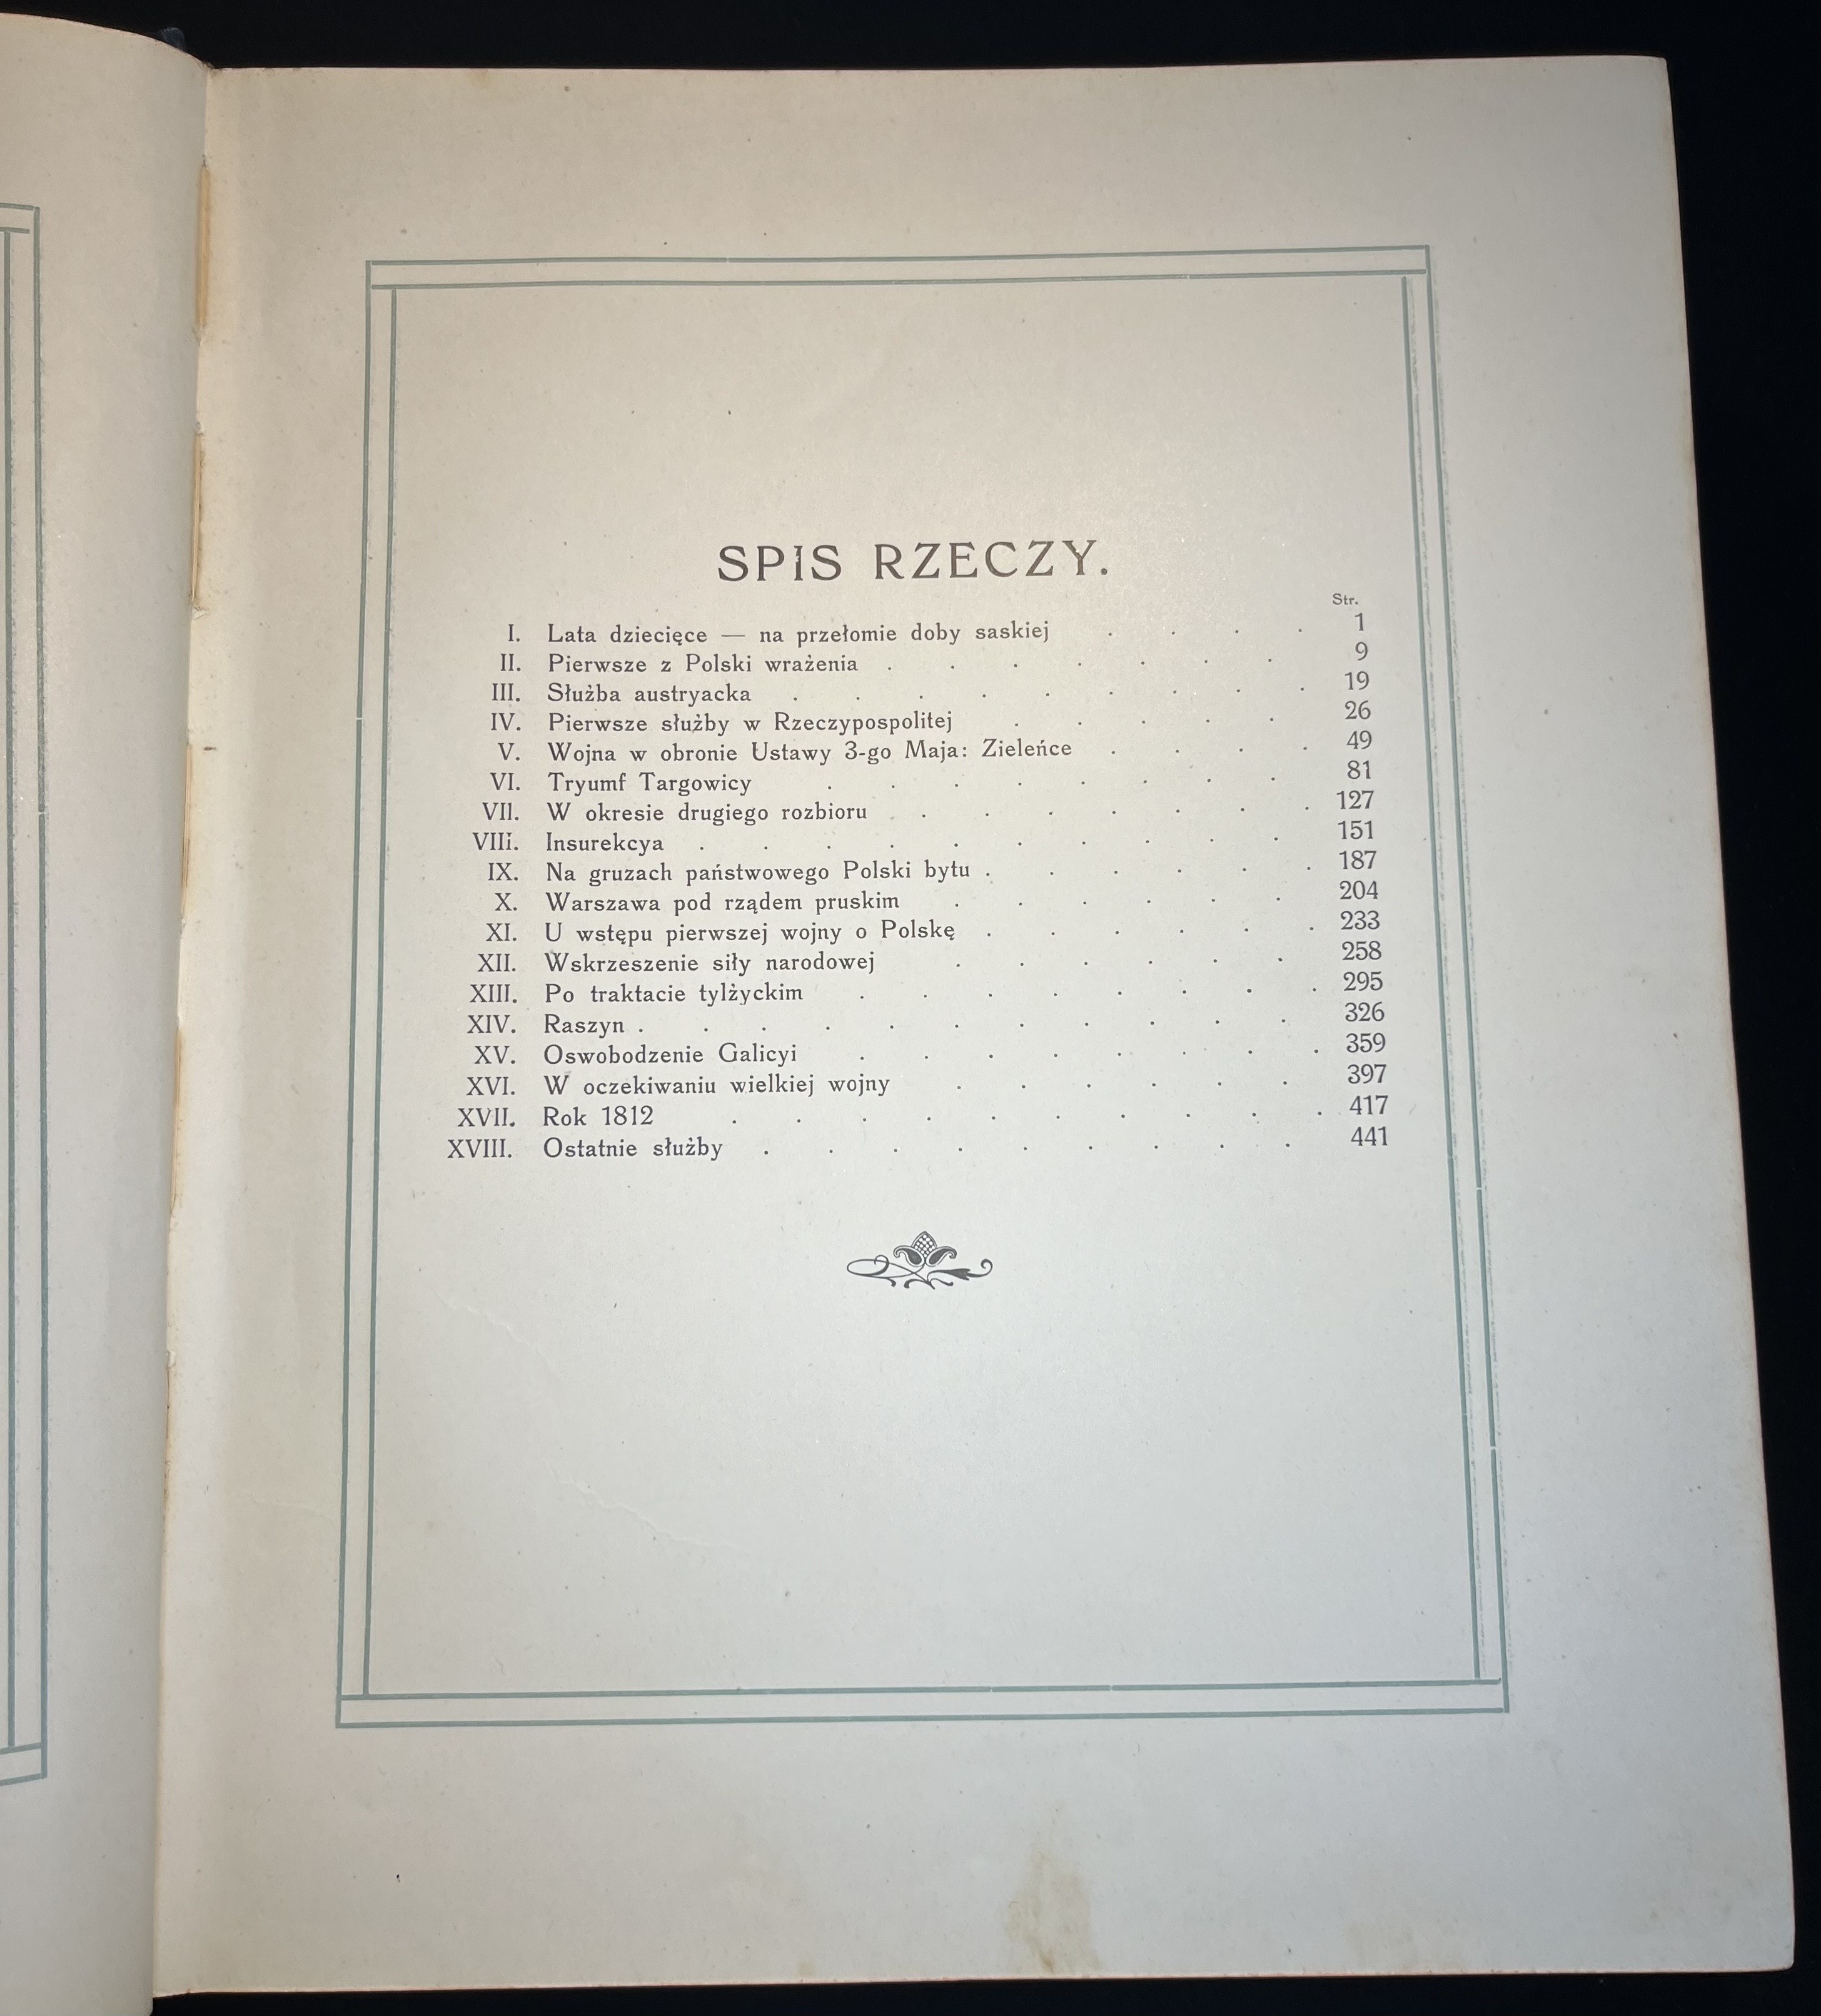 SPIS RZECZY.
Str.
I. Lata dziecięce — na przełomie doby saskiej . . . . 1
II. Pierwsze z Polski wrażenia . . . . . . . 9
III. Służba austryacka . . . . . . . . . 19
IV. Pierwsze służby w Rzeczypospolitej . . . . . 26
V. Wojna w obronie Ustawy 3-go Maja: Zieleńce . . . . 49
VI. Tryumf Targowicy . . . . . . . . 81
VII. W okresie drugiego rozbioru . . . . . . . 127
VIIi. Insurekcya . . . . . . . . . . 151
IX. Na gruzach państwowego Polski bytu . . . . . . 187
X. Warszawa pod rządem pruskim . . . . . . 204
XI. U wstępu pierwszej wojny o Polskę . . . . . . 233
XII. Wskrzeszenie siły narodowej . . . . . . 258
XIII. Po traktacie tylżyckim . . . . . . . . 295
XIV. Raszyn . . . . . . . . . . . 326
XV. Oswobodzenie Galicyi . . . . . . . . 359
XVI. W oczekiwaniu wielkiej wojny . . . . . . 397
XVII. Rok 1812 . . . . . . . . . . 417
XVIII. Ostatnie służby . . . . . . . . . 441